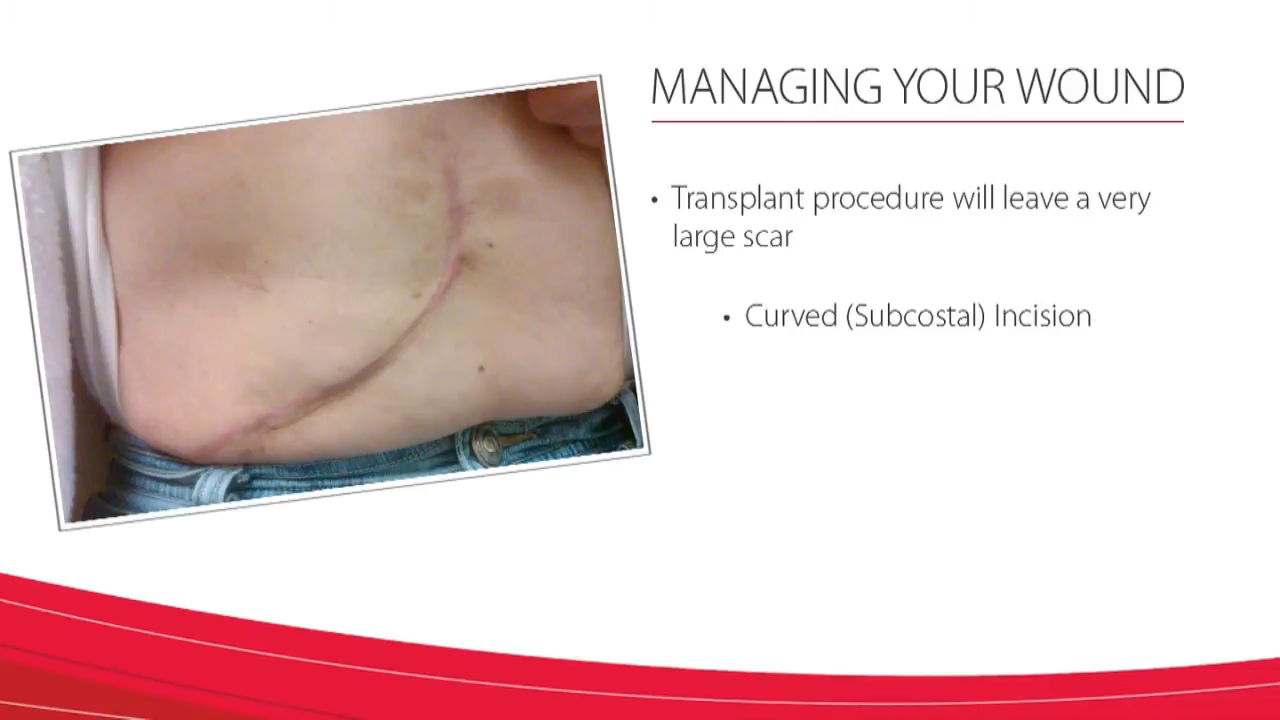 MANAGING YOUR WOUND
• Transplant procedure will leave a very
large scar
• Curved (Subcostal) Incision